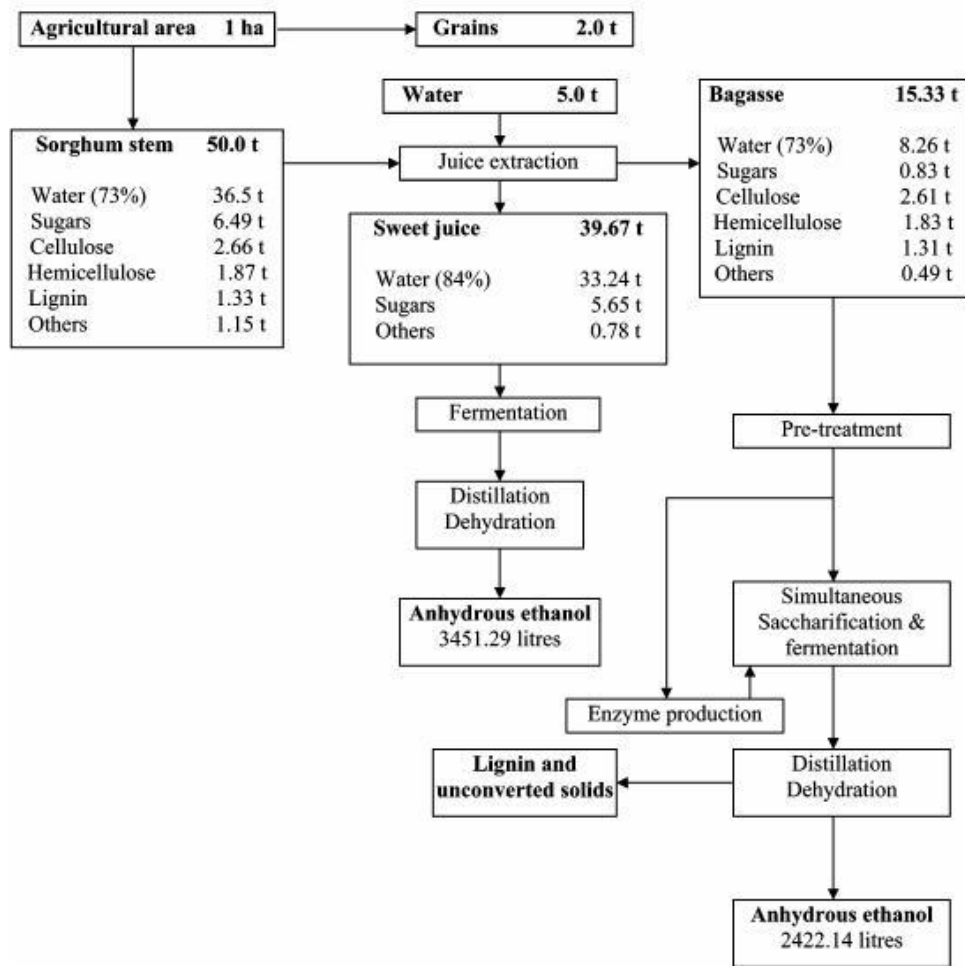 Agricultural area 1 ha
Grains 2.0 t
Water 5.0 t
Sorghum stem 50.0 t
Water (73%) 36.5 t
Sugars 6.49 t
Cellulose 2.66 t
Hemicellulose 1.87 t
Lignin 1.33 t
Others 1.15 t
Juice extraction
Bagasse 15.33 t
Water (73%) 8.26 t
Sugars 0.83 t
Cellulose 2.61 t
Hemicellulose 1.83 t
Lignin 1.31 t
Others 0.49 t
Sweet juice 39.67 t
Water (84%) 33.24 t
Sugars 5.65 t
Others 0.78 t
Fermentation
Distillation
Dehydration
Anhydrous ethanol
3451.29 litres
Pre-treatment
Simultaneous
Saccharification &
fermentation
Enzyme production
Lignin and
unconverted solids
Distillation
Dehydration
Anhydrous ethanol
2422.14 litres